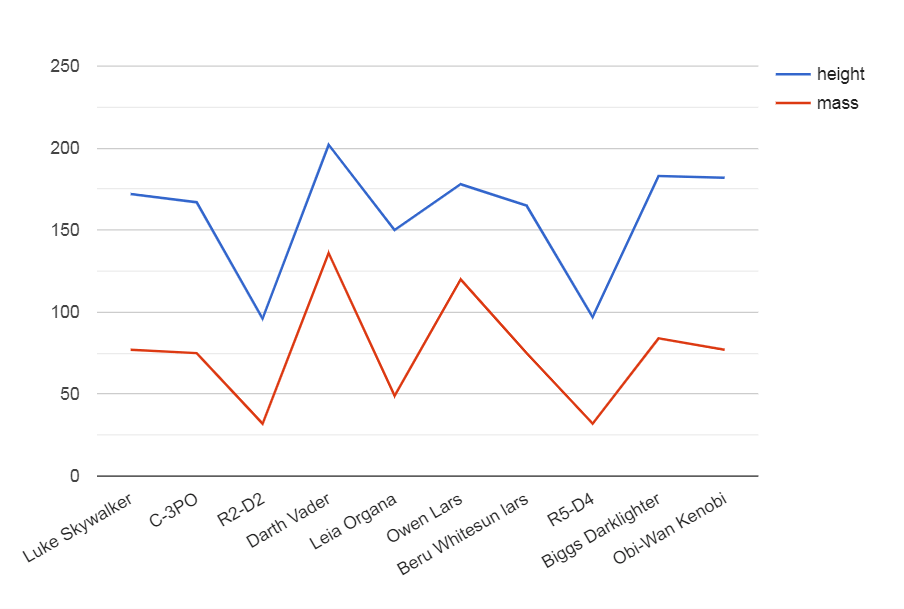 250
200
150
100
50
0
height
mass
Luke Skywalker
C-3PO
R2-D2
Darth Vader
Leia Organa
Owen Lars
Beru Whitesun lars
R5-D4
Biggs Darklighter
Obi-Wan Kenobi